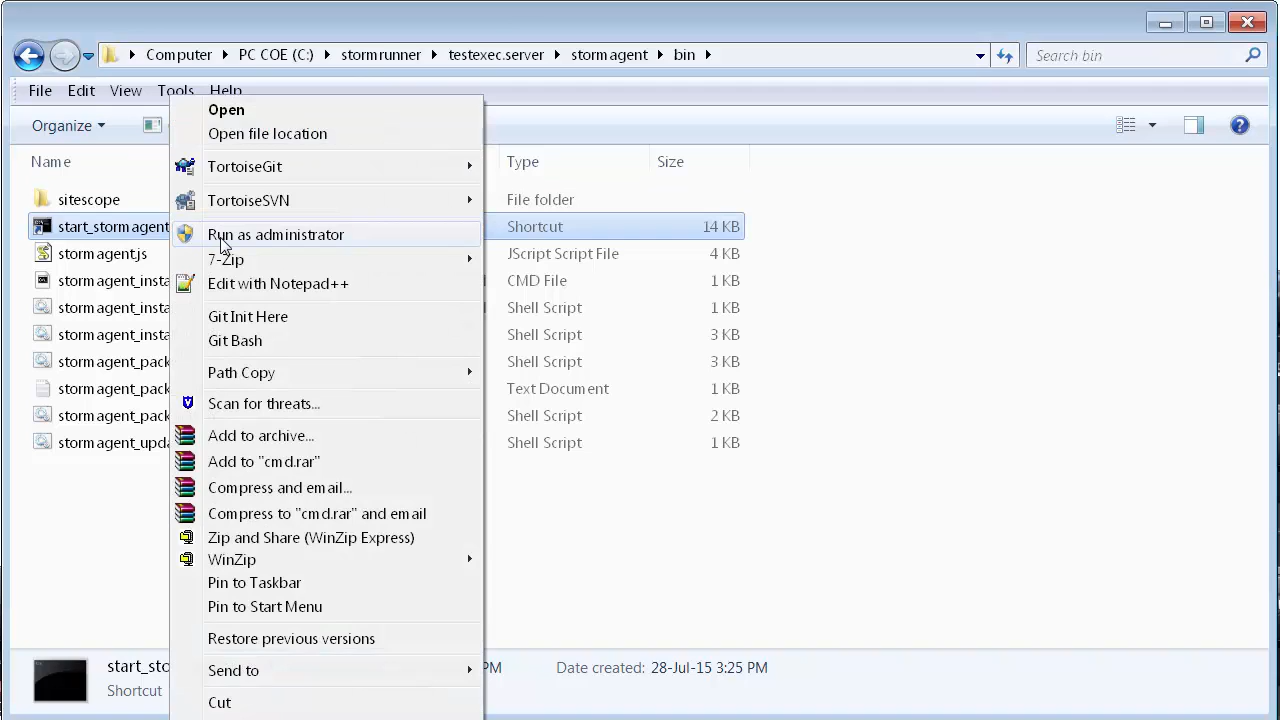 Computer PC COE (C:) stormrunner testexec.server stormagent bin
Search bin
File Edit View Tools Help
Organize
Name Type Size
sitescope File folder
start_stormagent Shortcut 14 KB
stormagent.js JScript Script File 4 KB
stormagent_insta CMD File 1 KB
stormagent_insta Shell Script 1 KB
stormagent_insta Shell Script 3 KB
stormagent_pack Shell Script 3 KB
stormagent_pack Text Document 1 KB
stormagent_pack Shell Script 2 KB
stormagent_upda Shell Script 1 KB
Open
Open file location
TortoiseGit
TortoiseSVN
Run as administrator
7-Zip
Edit with Notepad++
Git Init Here
Git Bash
Path Copy
Scan for threats...
Add to archive...
Add to "cmd.rar"
Compress and email...
Compress to "cmd.rar" and email
Zip and Share (WinZip Express)
WinZip
Pin to Taskbar
Pin to Start Menu
Restore previous versions
Send to
Cut
start_sto PM Date created: 28-Jul-15 3:25 PM
Shortcut